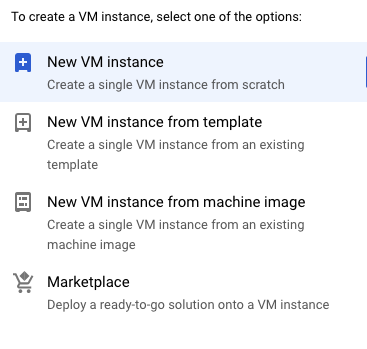 To create a VM instance, select one of the options:
New VM instance
Create a single VM instance from scratch
New VM instance from template
Create a single VM instance from an existing
template
New VM instance from machine image
Create a single VM instance from an existing
machine image
Marketplace
Deploy a ready-to-go solution onto a VM instance